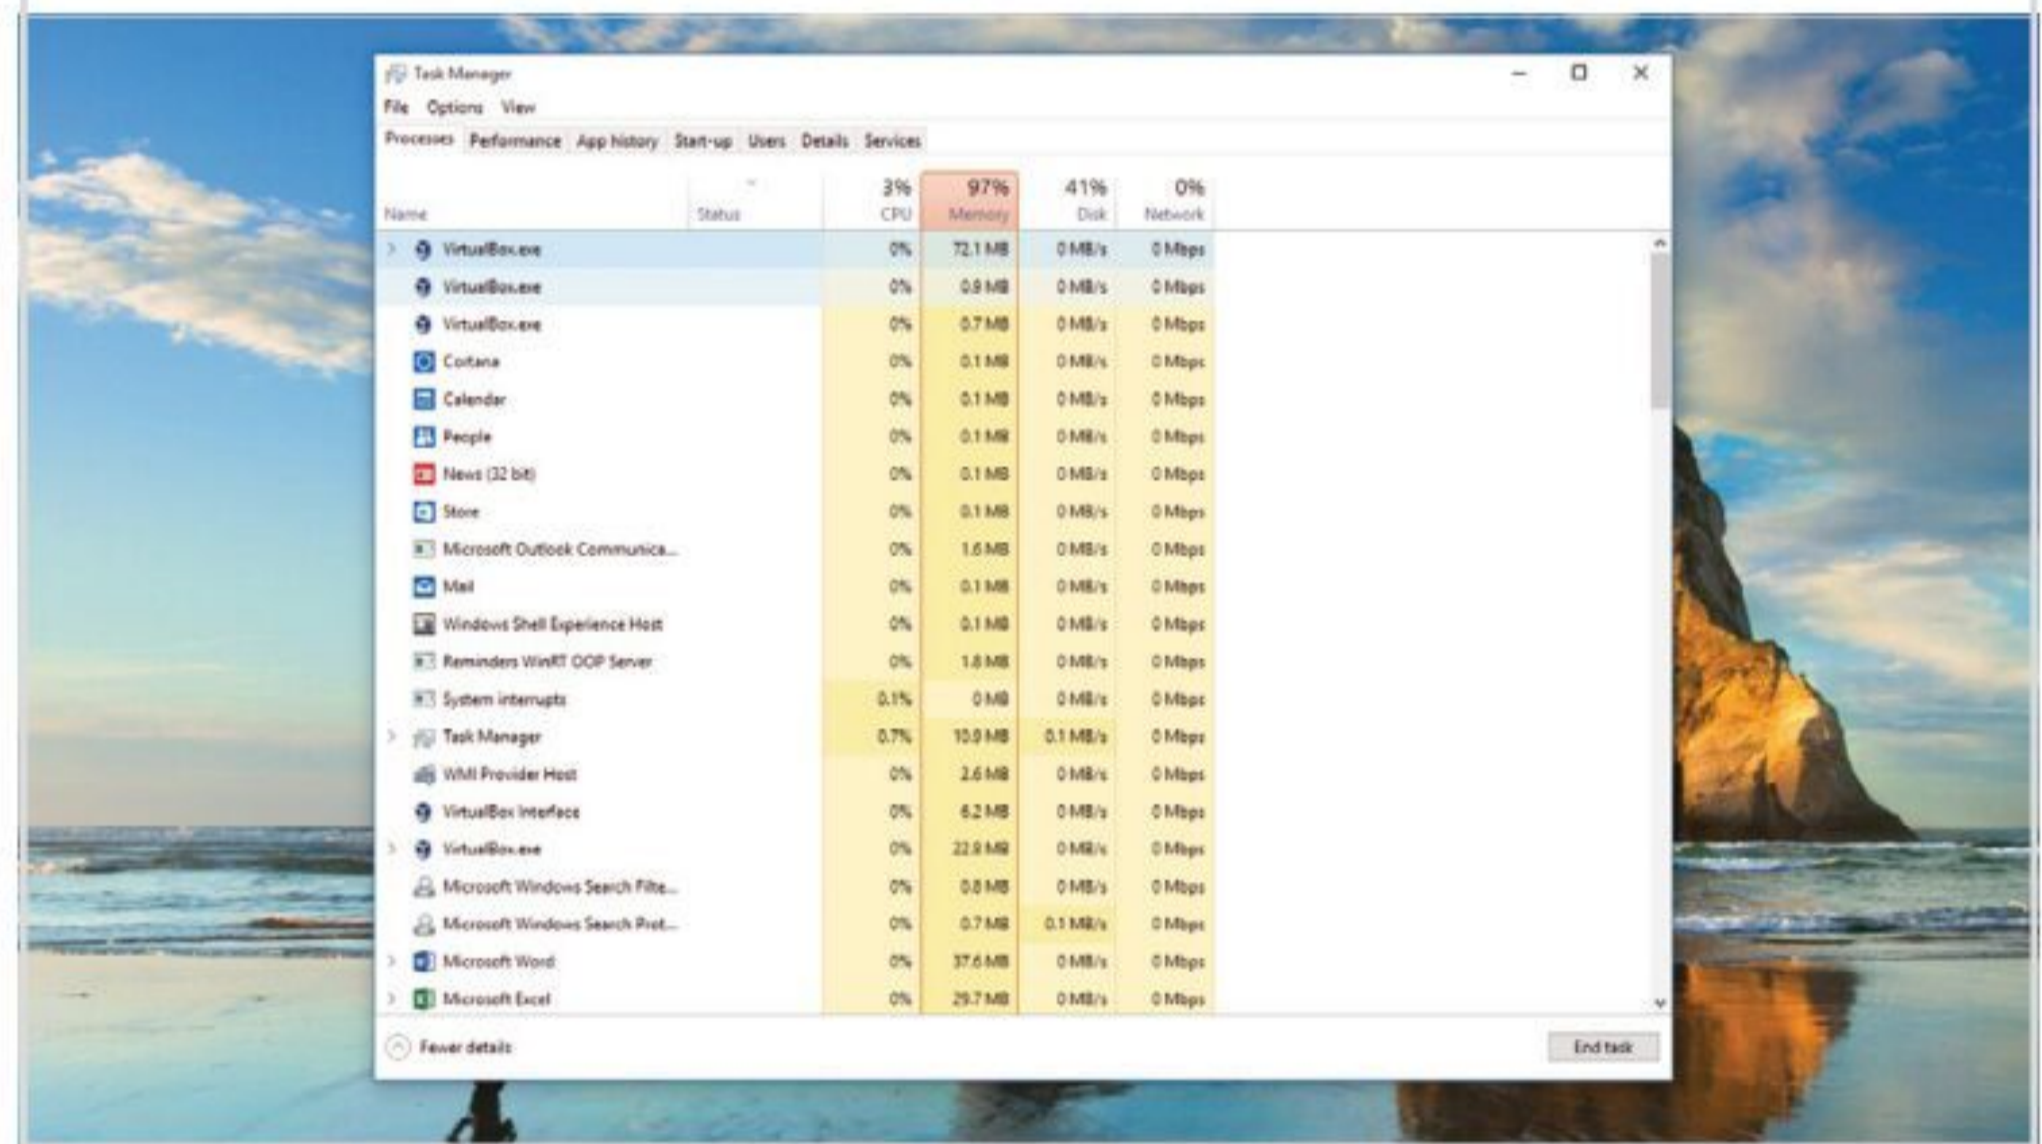 Task Manager
File Options View
Processes Performance App history Start-up Users Details Services
3% 97% 41% 0%
Name Status CPU Memory Disk Network
VirtualBox.exe 0% 72.1 MB 0 MB/s 0 Mbps
VirtualBox.exe 0% 0.9 MB 0 MB/s 0 Mbps
VirtualBox.exe 0% 0.7 MB 0 MB/s 0 Mbps
Cortana 0% 0.1 MB 0 MB/s 0 Mbps
Calendar 0% 0.1 MB 0 MB/s 0 Mbps
People 0% 0.1 MB 0 MB/s 0 Mbps
News (32 bit) 0% 0.1 MB 0 MB/s 0 Mbps
Store 0% 0.1 MB 0 MB/s 0 Mbps
Microsoft Outlook Communica... 0% 1.6 MB 0 MB/s 0 Mbps
Mail 0% 0.1 MB 0 MB/s 0 Mbps
Windows Shell Experience Host 0% 0.1 MB 0 MB/s 0 Mbps
Reminders WinRT OOP Server 0% 1.8 MB 0 MB/s 0 Mbps
System interrupts 0.1% 0 MB 0 MB/s 0 Mbps
Task Manager 0.7% 10.9 MB 0.1 MB/s 0 Mbps
WMI Provider Host 0% 2.6 MB 0 MB/s 0 Mbps
VirtualBox Interface 0% 6.2 MB 0 MB/s 0 Mbps
VirtualBox.exe 0% 22.9 MB 0 MB/s 0 Mbps
Microsoft Windows Search Filte... 0% 0.8 MB 0 MB/s 0 Mbps
Microsoft Windows Search Prot... 0% 0.7 MB 0.1 MB/s 0 Mbps
Microsoft Word 0% 37.6 MB 0 MB/s 0 Mbps
Microsoft Excel 0% 29.7 MB 0 MB/s 0 Mbps
Fewer details End task